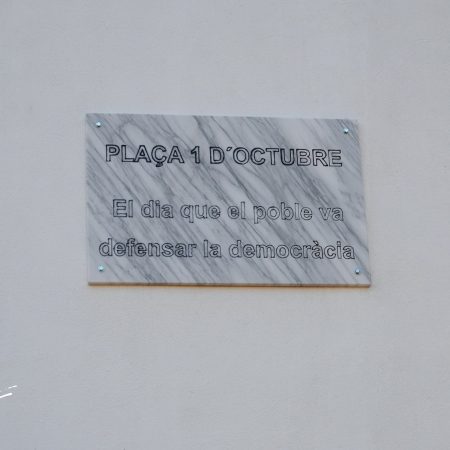 PLAÇA 1 D´OCTUBRE
El dia que el poble va
defensar la democràcia